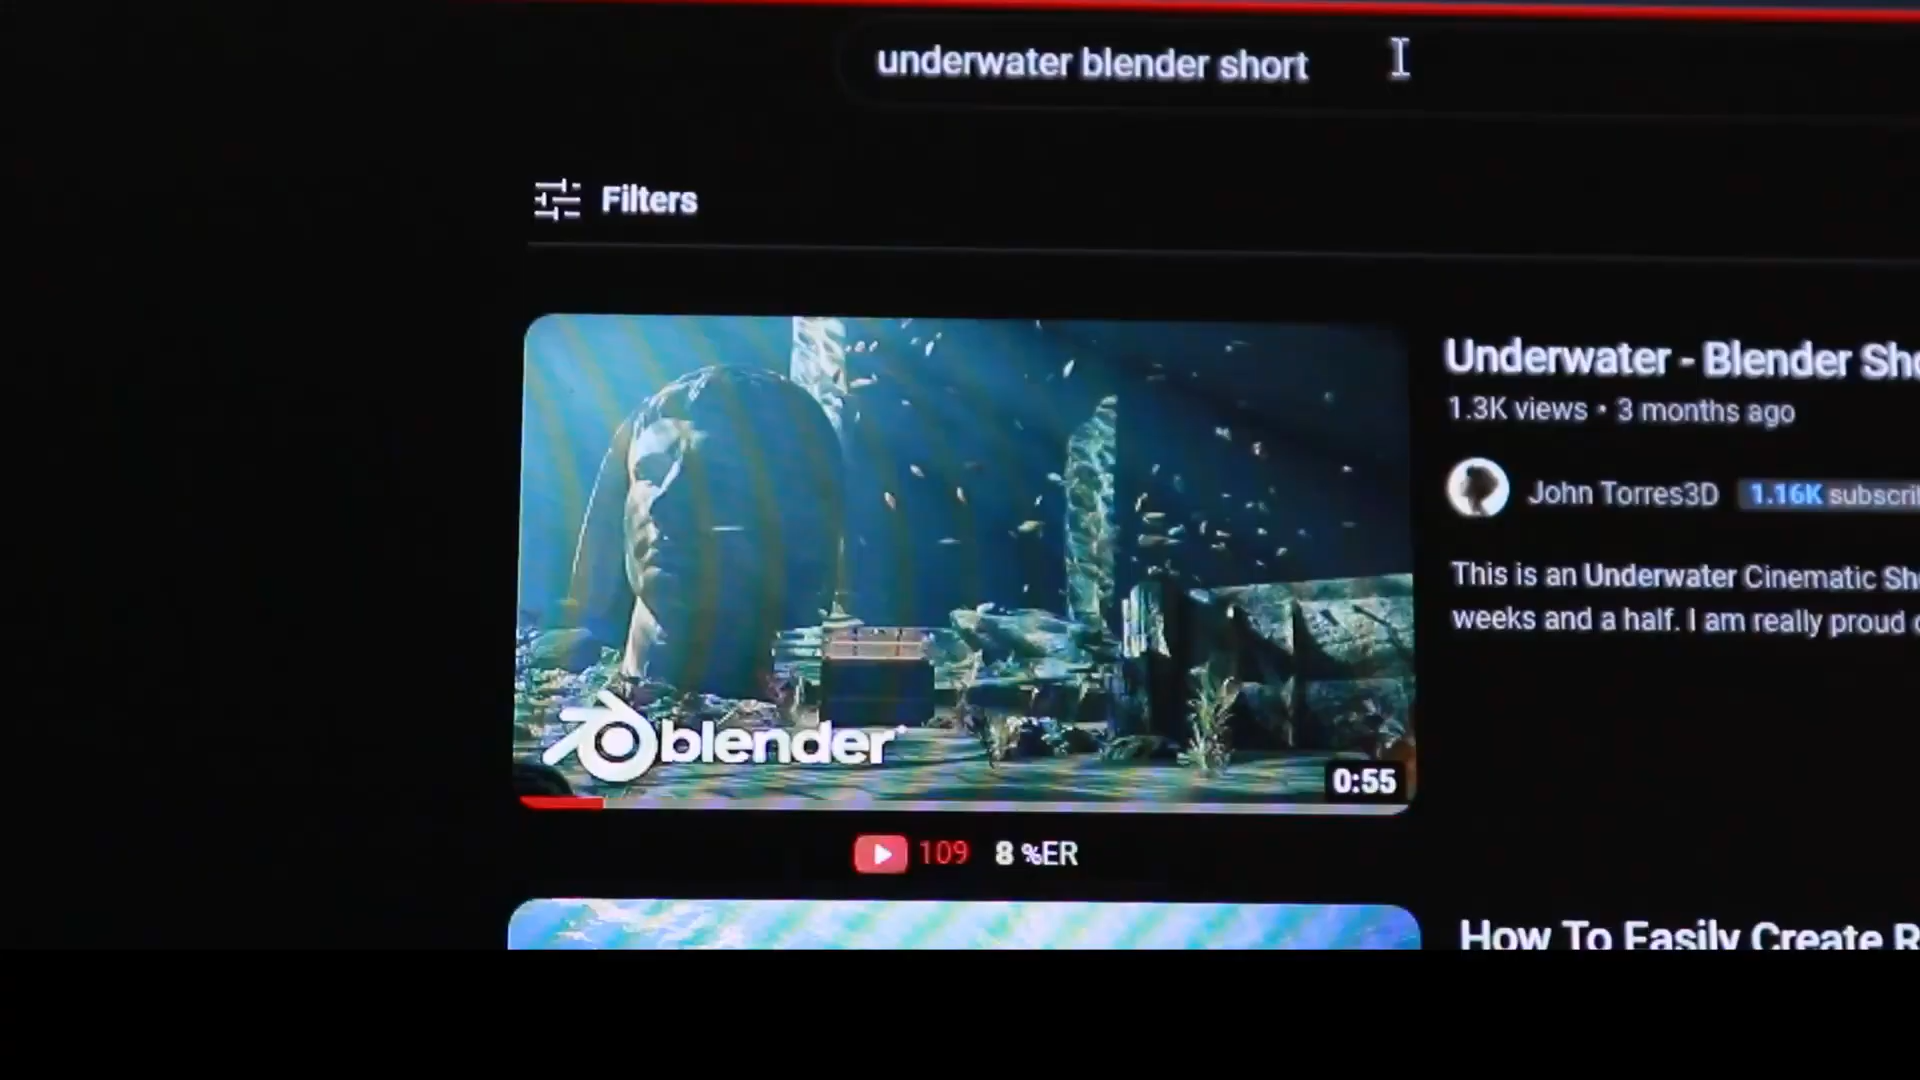 underwater blender short
Filters
Underwater - Blender Sho
1.3K views • 3 months ago
John Torres3D 1.16K subscri
This is an Underwater Cinematic Sh
weeks and a half. I am really proud
blender
0:55
109 8 %ER
How To Easily Create R